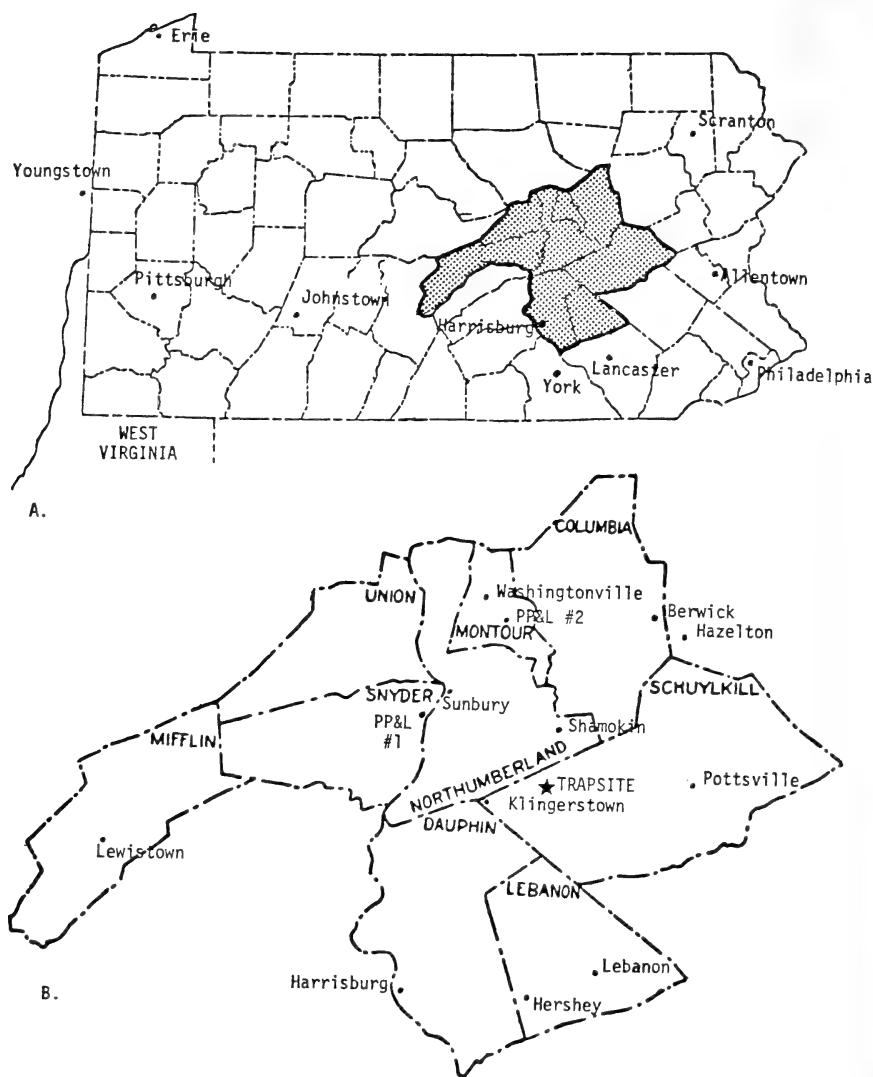 Erie
Scranton
Youngstown
Pittsburgh
Johnstown
Allentown
Harrisburg
Lancaster
York
Philadelphia
WEST
VIRGINIA
A.
COLUMBIA
UNION
Washingtonville
PP&L #2
MONTOUR
Berwick
Hazelton
SNYDER
Sunbury
SCHUYLKILL
PP&L
#1
MIFFLIN
Shamokin
NORTHUMBERLAND
TRAPSITE
Klingerstown
Pottsville
DAUPHIN
Lewistown
LEBANON
Lebanon
Harrisburg
Hershey
B.